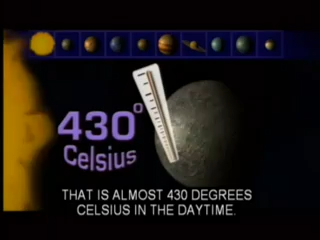 430°
Celsius
THAT IS ALMOST 430 DEGREES
CELSIUS IN THE DAYTIME.